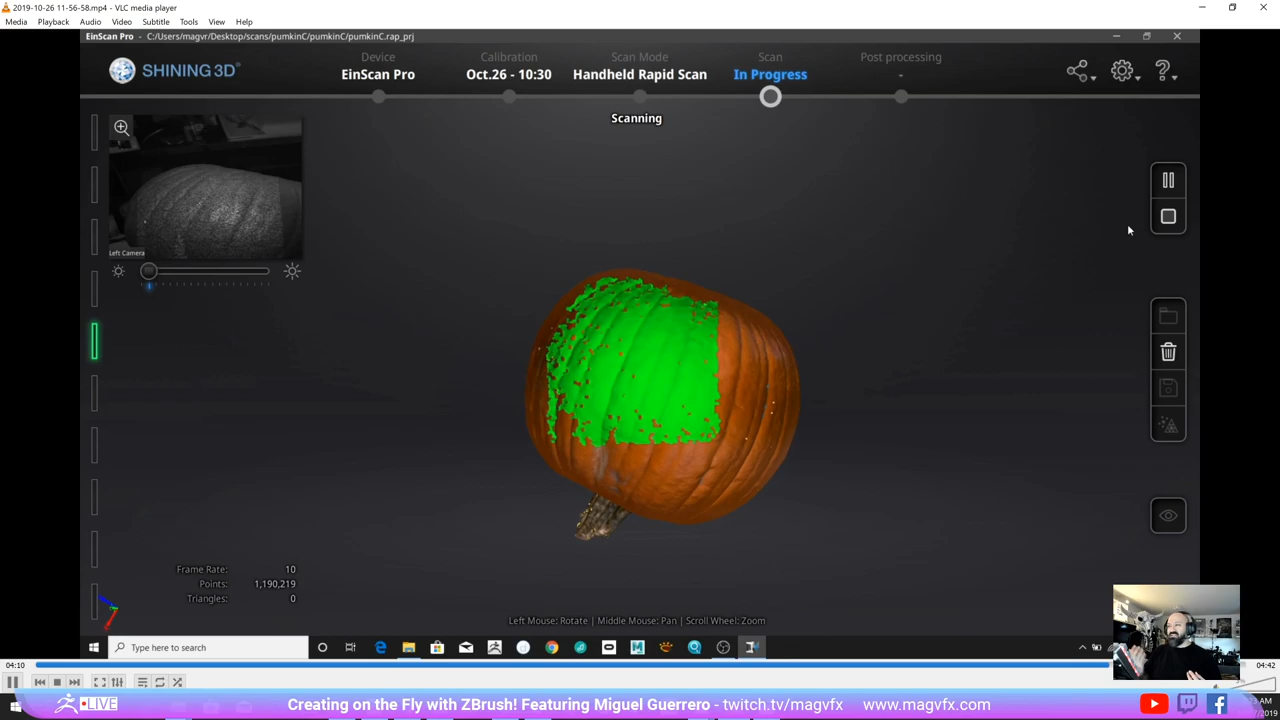 2019-10-26 11-56-58.mp4 - VLC media player
Media Playback Audio Video Subtitle Tools View Help
EinScan Pro - C:/Users/magvr/Desktop/scans/pumkinC/pumkinC.rap_prj
SHINING 3D®
Device
EinScan Pro
Calibration
Oct.26 - 10:30
Scan Mode
Handheld Rapid Scan
Scan
In Progress
Post processing
-
Scanning
Left Camera
Frame Rate: 10
Points: 1,190,219
Triangles: 0
Left Mouse: Rotate | Middle Mouse: Pan | Scroll Wheel: Zoom
Type here to search
04:10
04:42
LIVE
Creating on the Fly with ZBrush! Featuring Miguel Guerrero - twitch.tv/magvfx www.magvfx.com